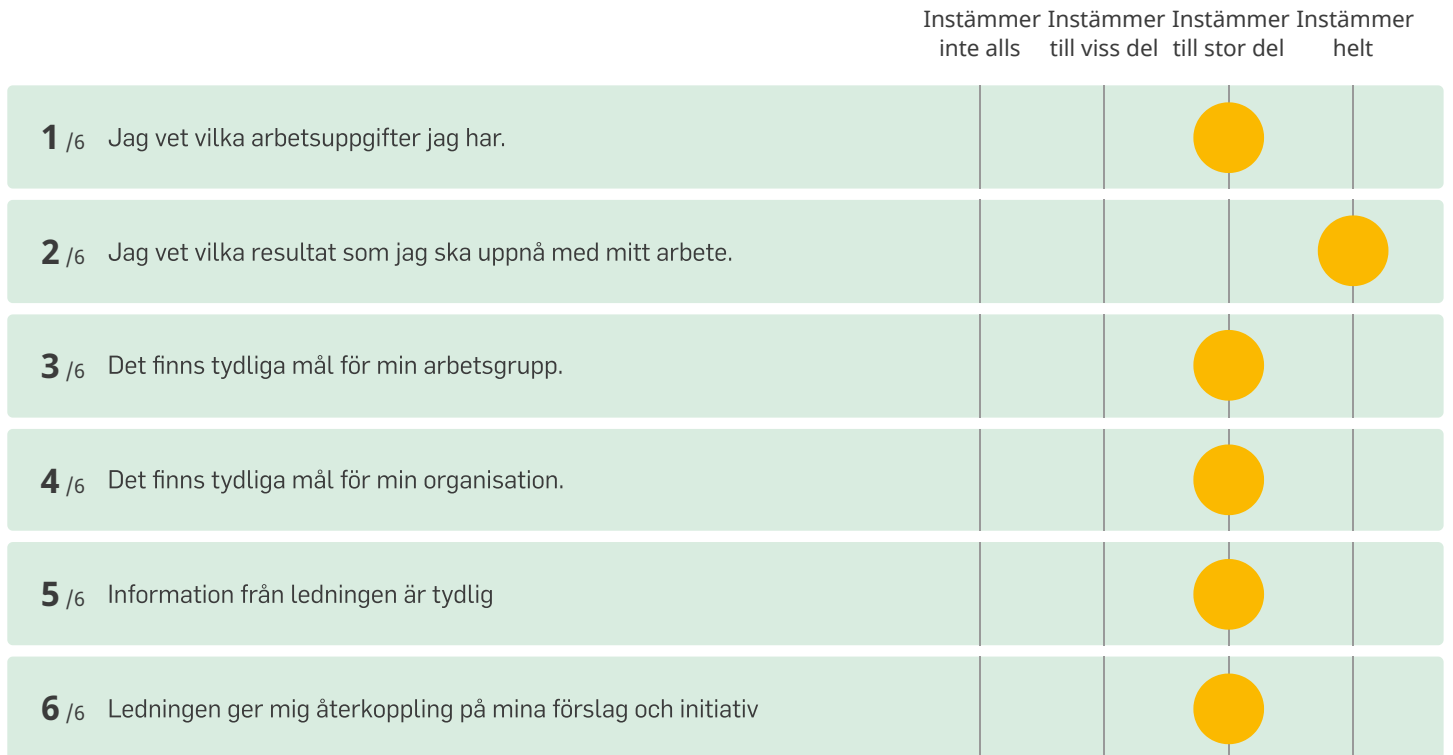 Instämmer Instämmer Instämmer Instämmer
inte alls till viss del till stor del helt
1 /6 Jag vet vilka arbetsuppgifter jag har.
2 /6 Jag vet vilka resultat som jag ska uppnå med mitt arbete.
3 /6 Det finns tydliga mål för min arbetsgrupp.
4 /6 Det finns tydliga mål för min organisation.
5 /6 Information från ledningen är tydlig
6 /6 Ledningen ger mig återkoppling på mina förslag och initiativ